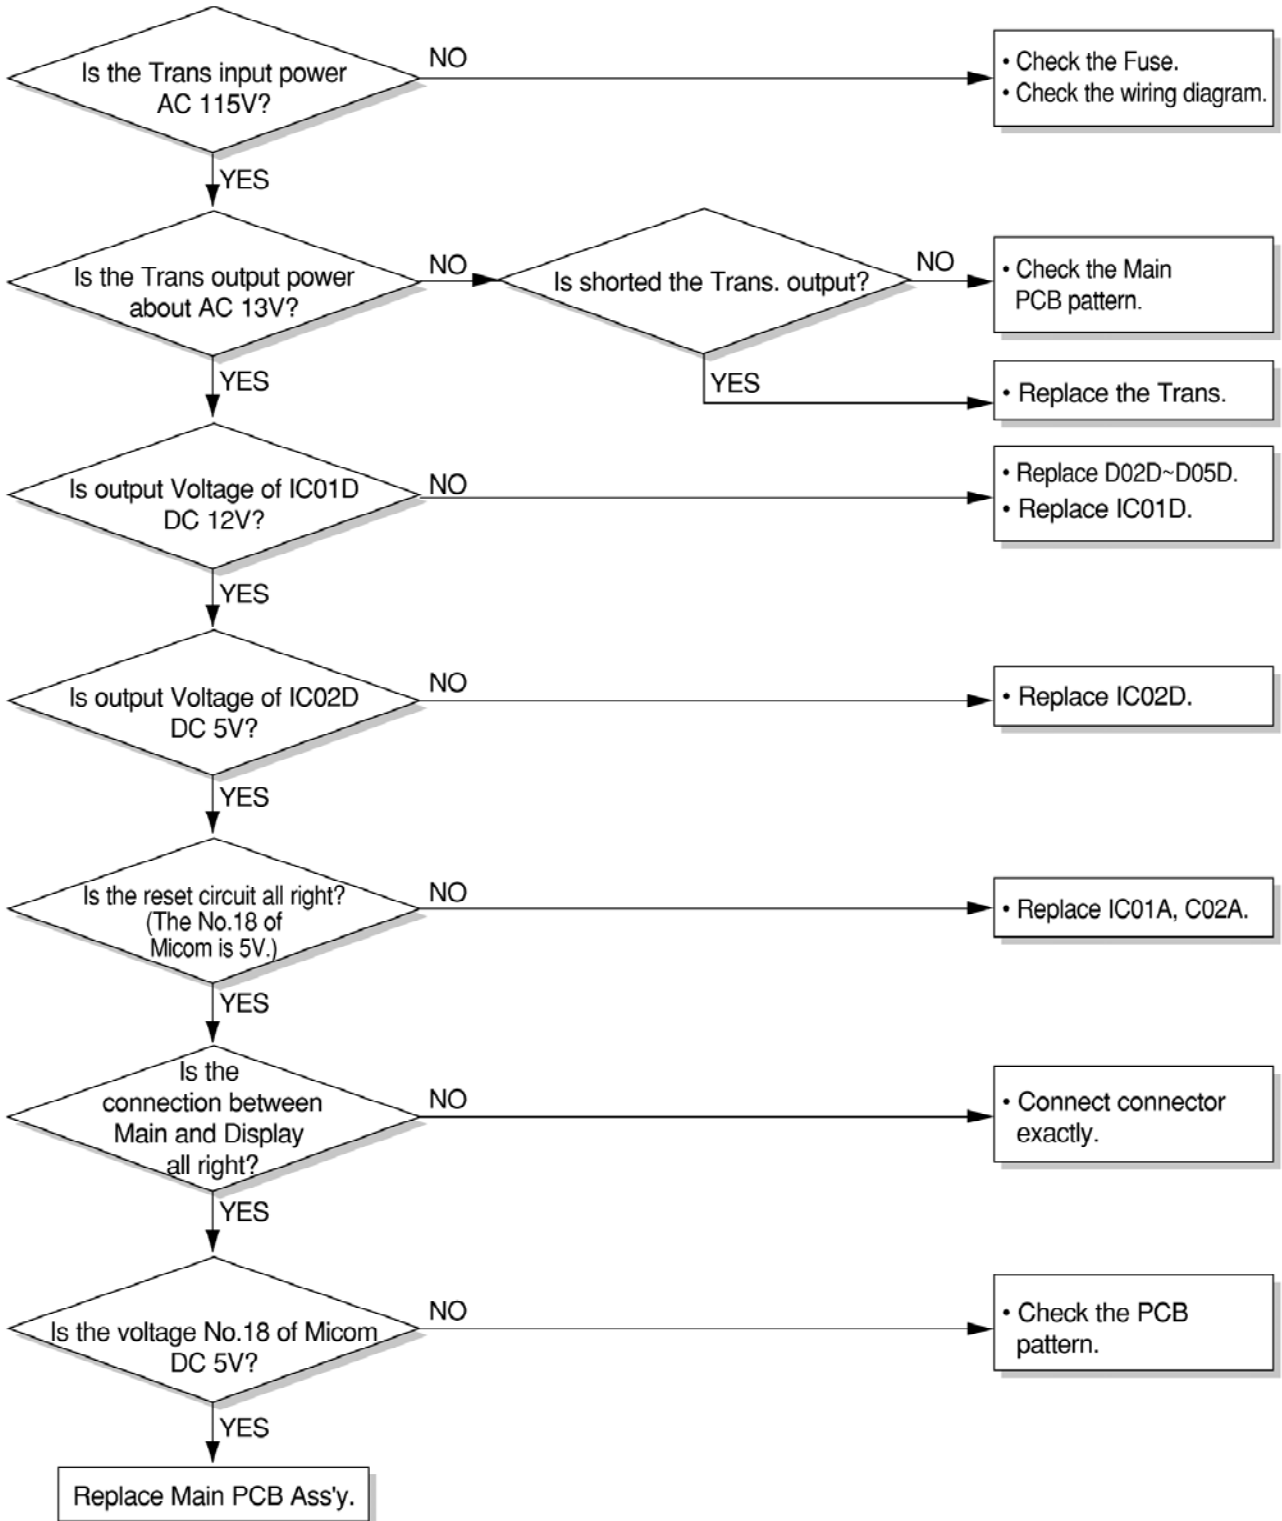 Is the Trans input power
AC 115V?
NO
• Check the Fuse.
• Check the wiring diagram.
YES
Is the Trans output power
about AC 13V?
NO
Is shorted the Trans. output?
NO
• Check the Main
PCB pattern.
YES
YES
• Replace the Trans.
Is output Voltage of IC01D
DC 12V?
NO
• Replace D02D~D05D.
• Replace IC01D.
YES
Is output Voltage of IC02D
DC 5V?
NO
• Replace IC02D.
YES
Is the reset circuit all right?
(The No.18 of
Micom is 5V.)
NO
• Replace IC01A, C02A.
YES
Is the
connection between
Main and Display
all right?
NO
• Connect connector
exactly.
YES
Is the voltage No.18 of Micom
DC 5V?
NO
• Check the PCB
pattern.
YES
Replace Main PCB Ass'y.